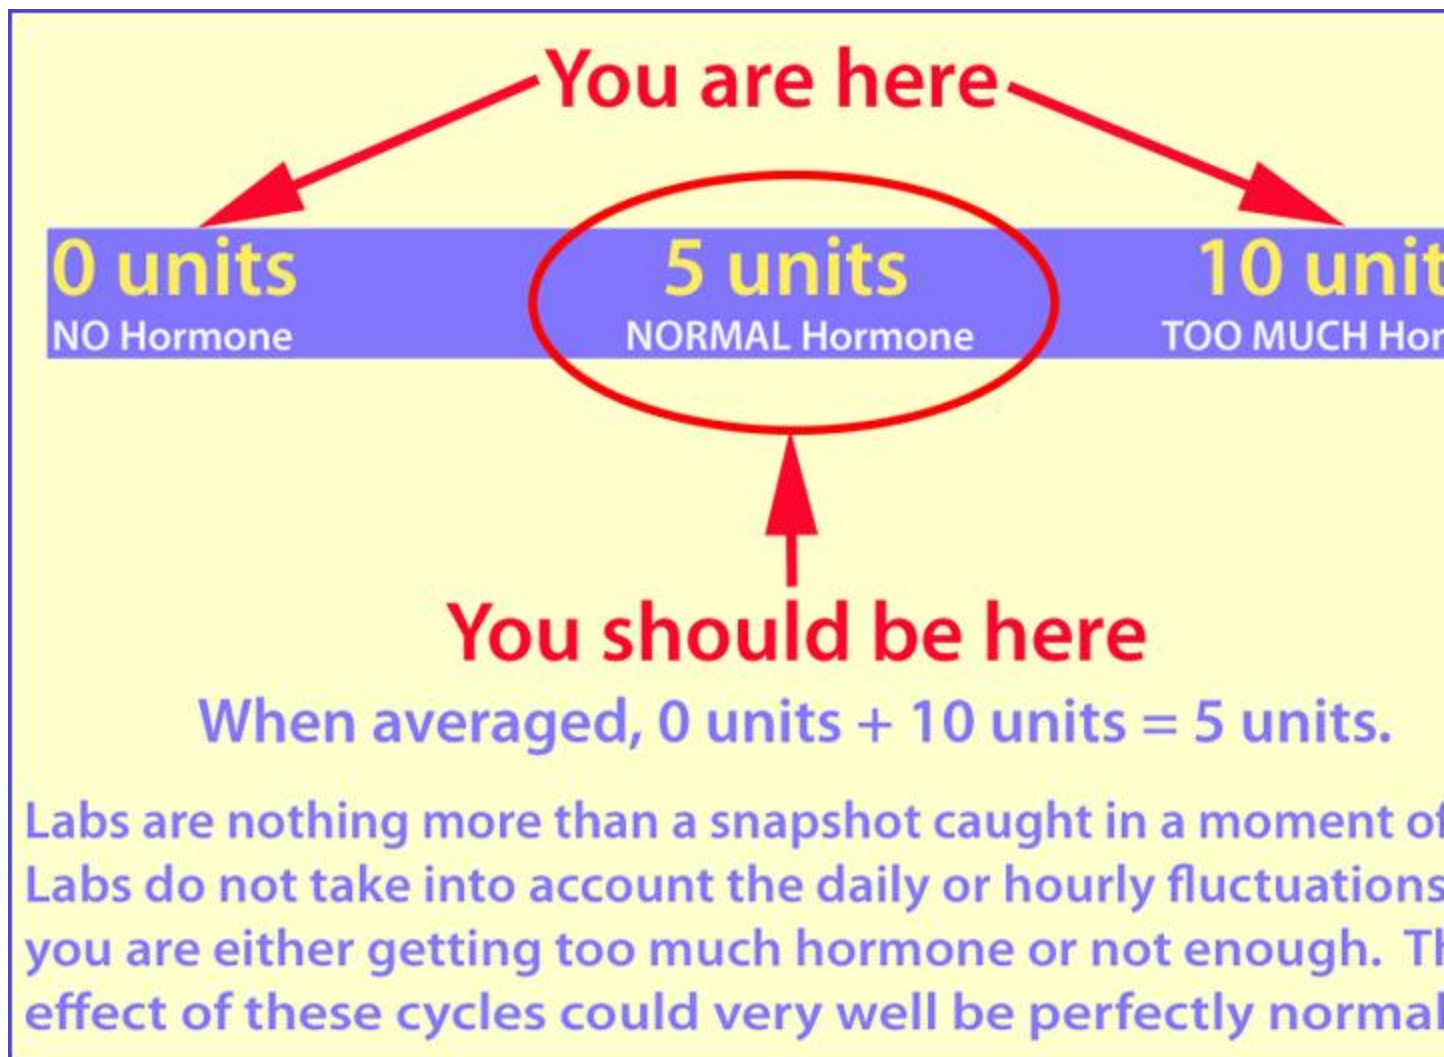 You are here
0 units 5 units 10 unit
NO Hormone NORMAL Hormone TOO MUCH Hor
You should be here
When averaged, 0 units + 10 units = 5 units.
Labs are nothing more than a snapshot caught in a moment of
Labs do not take into account the daily or hourly fluctuations
you are either getting too much hormone or not enough. Th
effect of these cycles could very well be perfectly normal